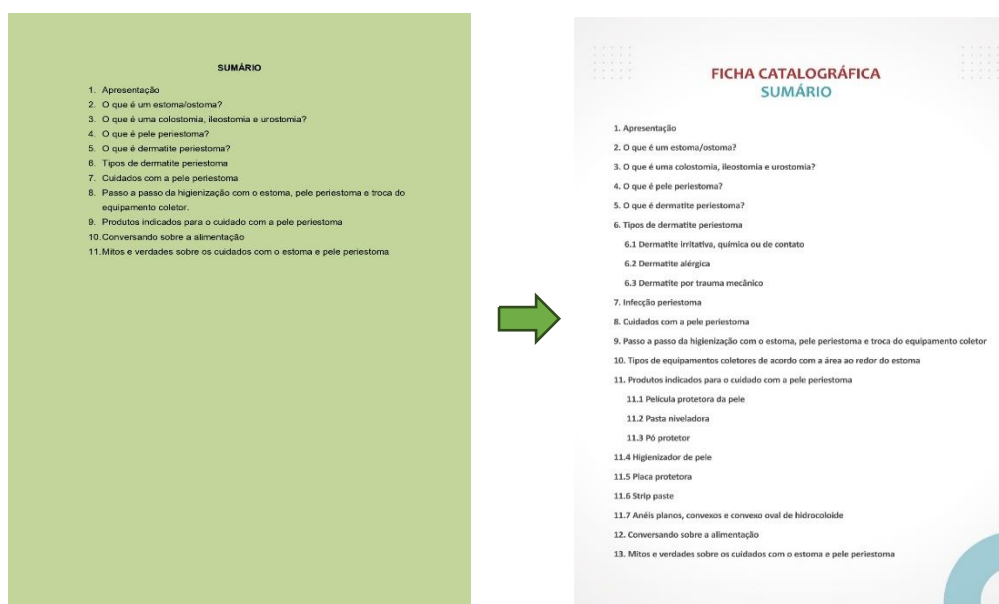 SUMÁRIO
1. Apresentação
2. O que é um estoma/ostoma?
3. O que é uma colostomia, ileostomia e urostomia?
4. O que é pele periestoma?
5. O que é dermatite periestoma?
6. Tipos de dermatite periestoma
7. Cuidados com a pele periestoma
8. Passo a passo da higienização com o estoma, pele periestoma e troca do
equipamento coletor.
9. Produtos indicados para o cuidado com a pele periestoma
10.Conversando sobre a alimentação
11.Mitos e verdades sobre os cuidados com o estoma e pele periestoma
FICHA CATALOGRÁFICA
SUMÁRIO
1. Apresentação
2. O que é um estoma/ostoma?
3. O que é uma colostomia, ileostomia e urostomia?
4. O que é pele periestoma?
5. O que é dermatite periestoma?
6. Tipos de dermatite periestoma
6.1 Dermatite irritativa, química ou de contato
6.2 Dermatite alérgica
6.3 Dermatite por trauma mecânico
7. Infecção periestoma
8. Cuidados com a pele periestoma
9. Passo a passo da higienização com o estoma, pele periestoma e troca do equipamento coletor
10. Tipos de equipamentos coletores de acordo com a área ao redor do estoma
11. Produtos indicados para o cuidado com a pele periestoma
11.1 Película protetora da pele
11.2 Pasta niveladora
11.3 Pó protetor
11.4 Higienizador de pele
11.5 Placa protetora
11.6 Strip paste
11.7 Anéis planos, convexos e convexo oval de hidrocoloide
12. Conversando sobre a alimentação
13. Mitos e verdades sobre os cuidados com o estoma e pele periestoma